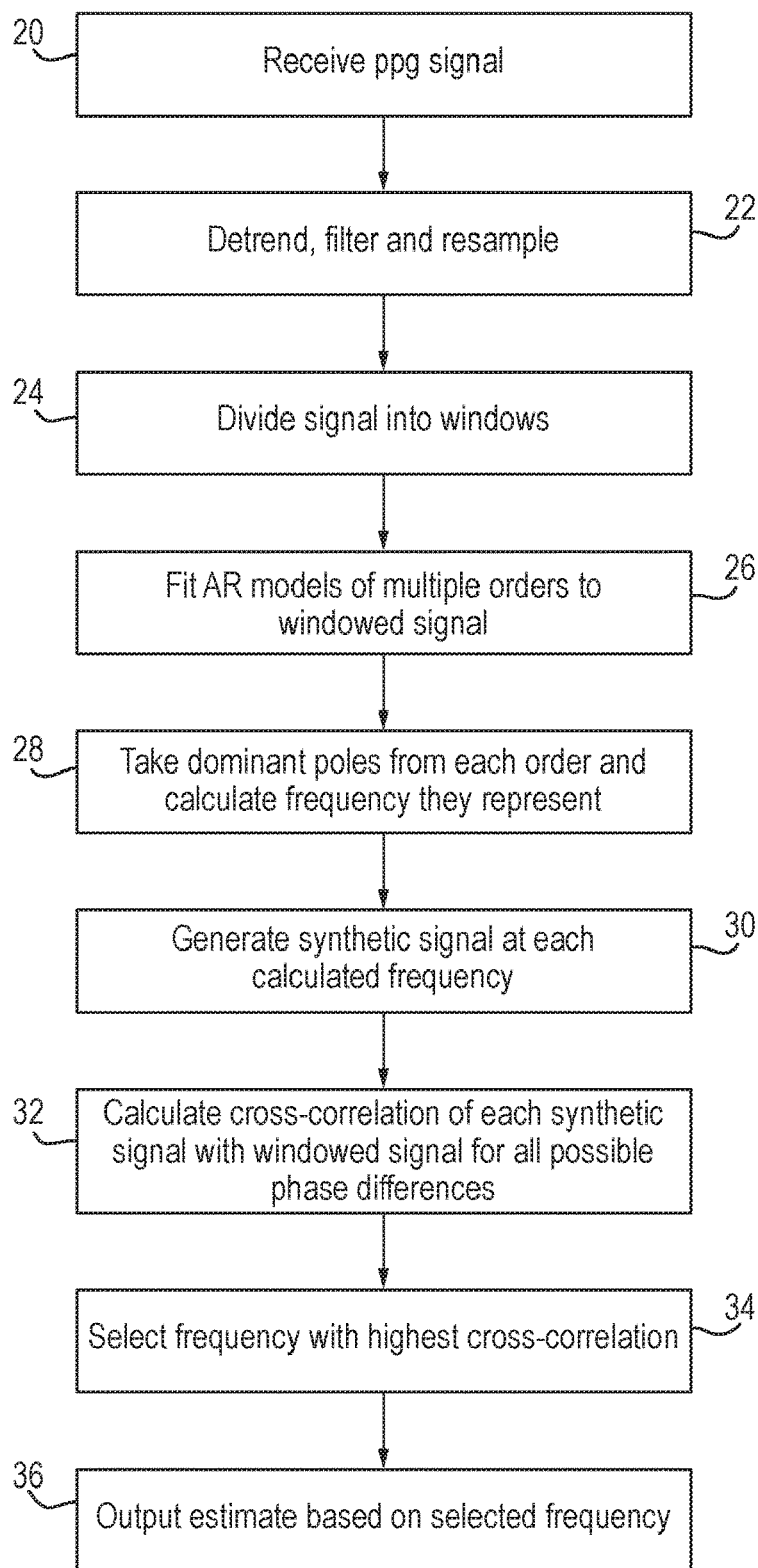 20
Receive ppg signal
22
Detrend, filter and resample
24
Divide signal into windows
26
Fit AR models of multiple orders to
windowed signal
28
Take dominant poles from each order and
calculate frequency they represent
30
Generate synthetic signal at each
calculated frequency
32
Calculate cross-correlation of each synthetic
signal with windowed signal for all possible
phase differences
34
Select frequency with highest cross-correlation
36
Output estimate based on selected frequency